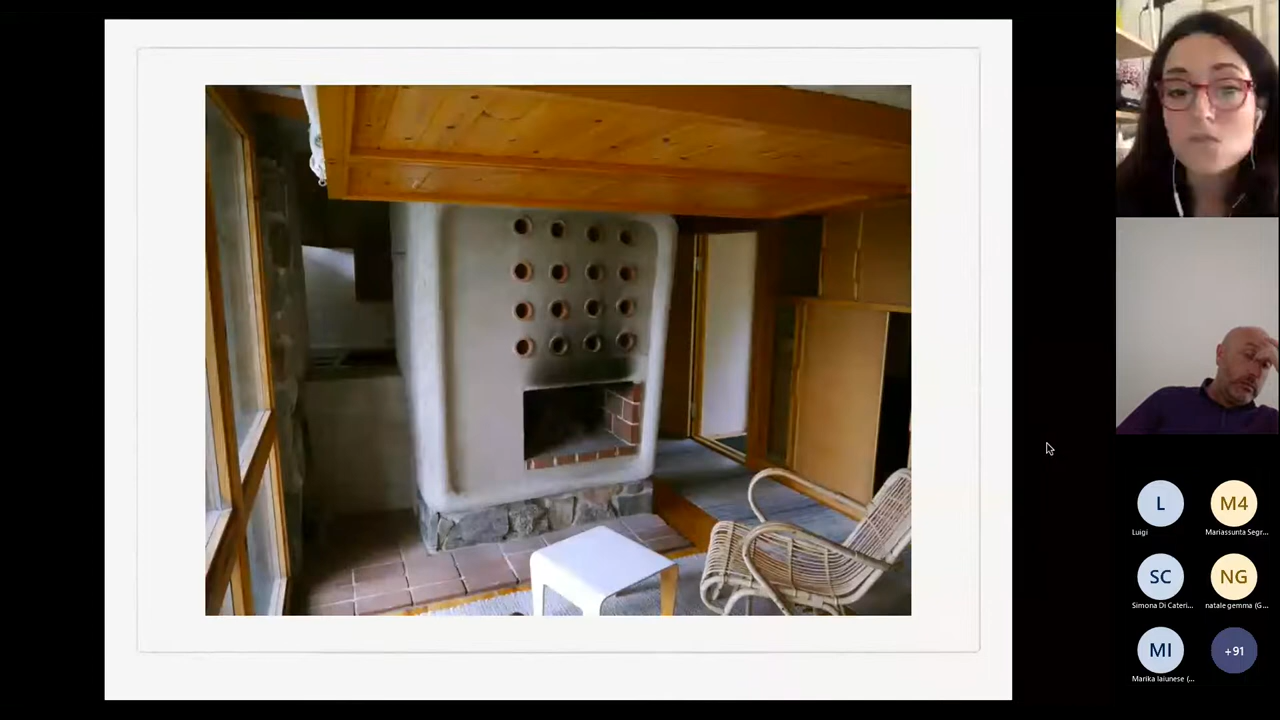 L
M4
Luigi
Mariassunta Segr...
SC
NG
Simona Di Cateri...
natale gemma (G...
MI
+91
Marika Iaiunese (...